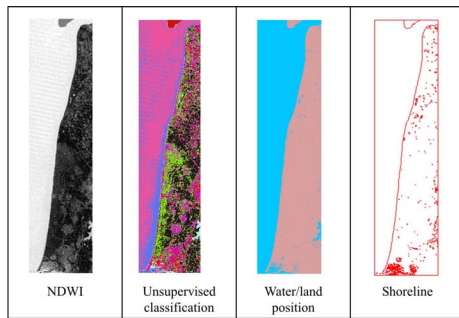 NDWI
Unsupervised
classification
Water/land
position
Shoreline